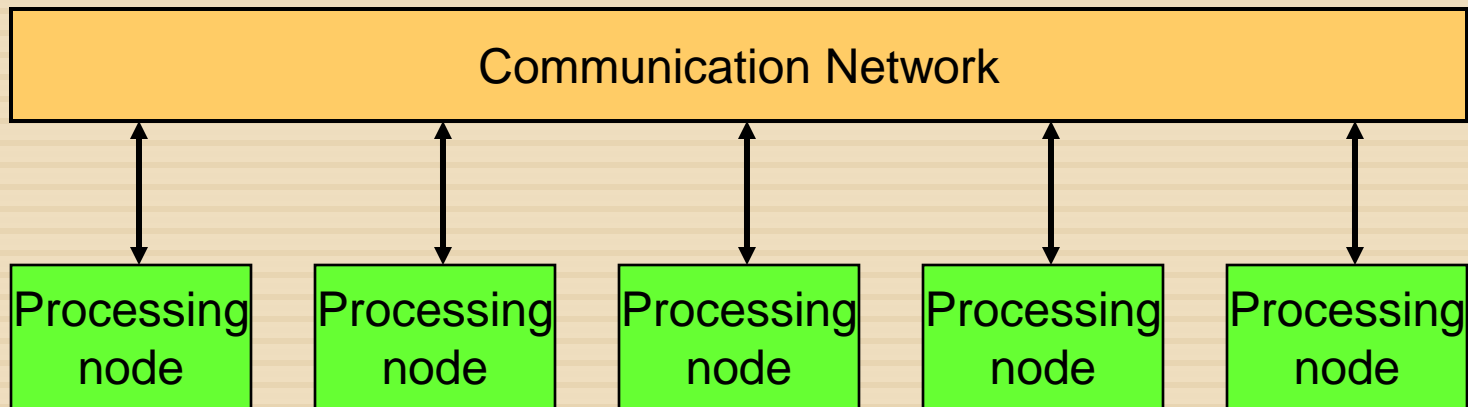 Communication Network
Processing Processing Processing Processing Processing
node node node node node